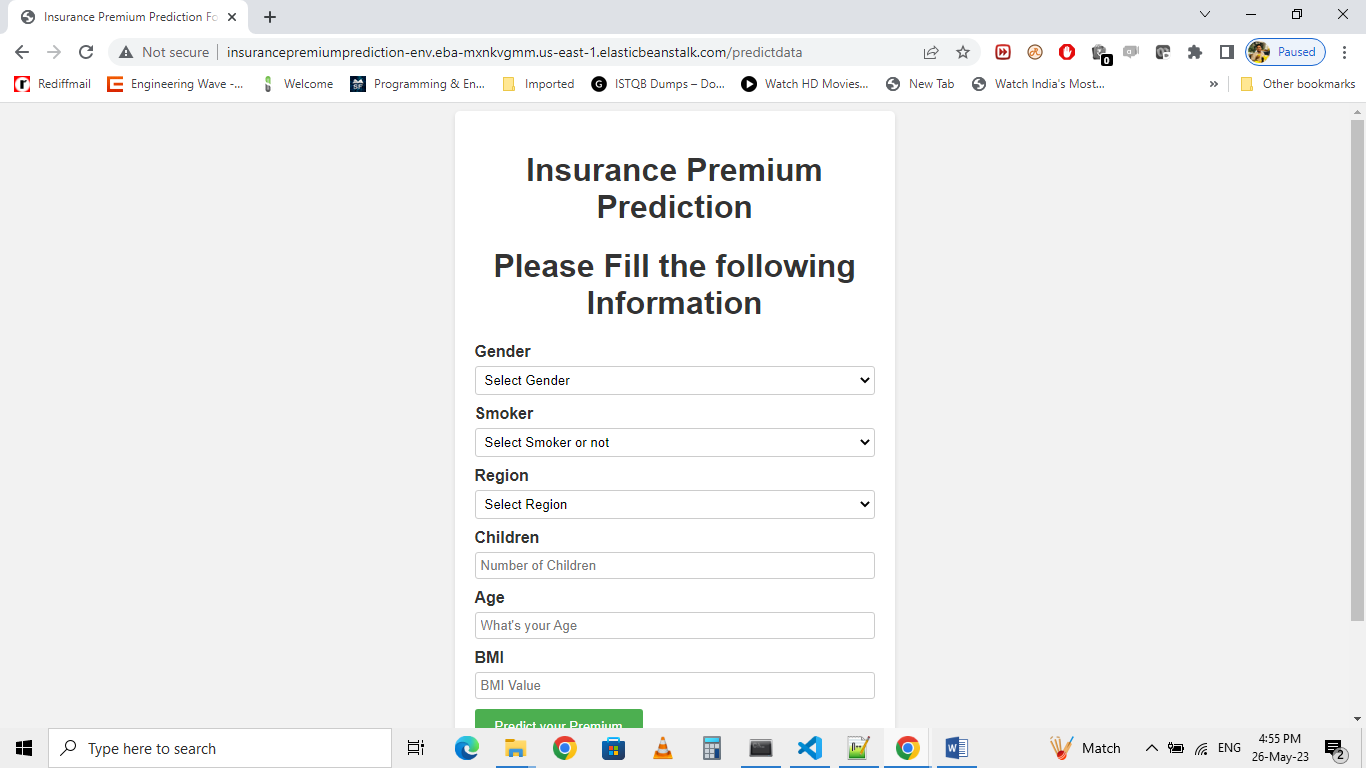 Insurance Premium Prediction Fo
Not secure
insurancepremiumprediction-env.eba-mxnkvgmm.us-east-1.elasticbeanstalk.com/predictdata
0
Paused
Rediffmail
Engineering Wave -...
Welcome
Programming & En...
Imported
ISTQB Dumps – Do...
Watch HD Movies...
New Tab
Watch India's Most...
»
Other bookmarks
Insurance Premium
Prediction
Please Fill the following
Information
Gender
Select Gender
Smoker
Select Smoker or not
Region
Select Region
Children
Number of Children
Age
What's your Age
BMI
BMI Value
Predict your Premium
Type here to search
Match
ENG
4:55 PM
26-May-23
2